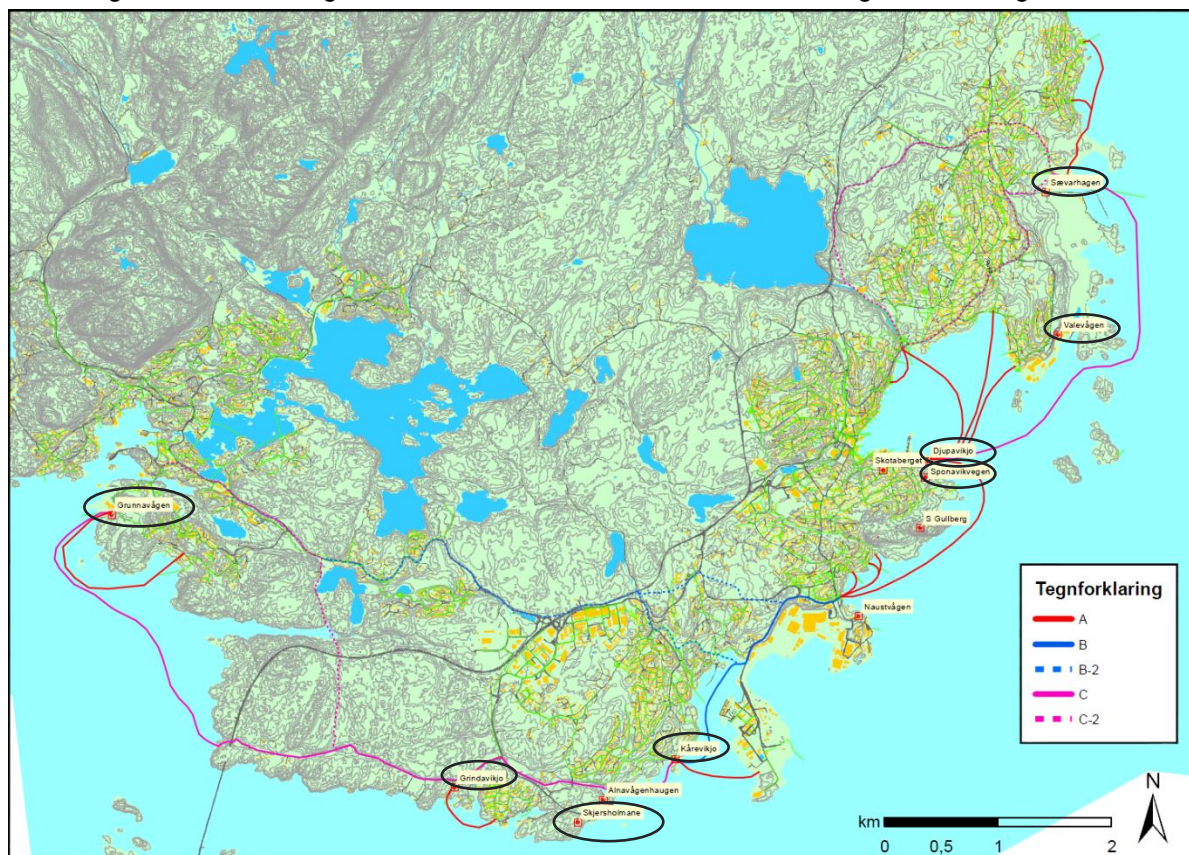 Sævarhagen
Valevågen
Djupavikjo
Skotaberget
Sponavikvegen
Grunnavågen
S Gullberg
Naustvågen
Kårevikjo
Grindavikjo
Alnavågenhaugen
Skjersholmane
Tegnforklaring
A
B
B-2
C
C-2
N
km
0 0,5 1 2